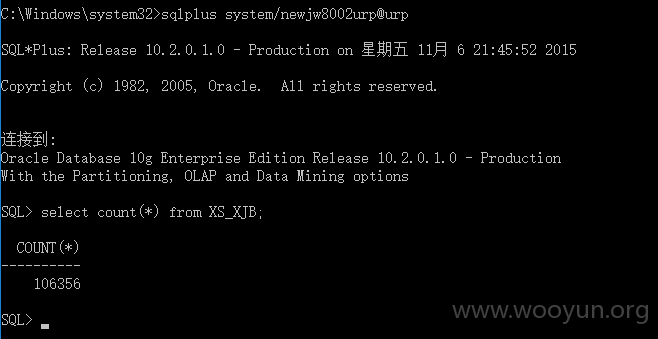 C:\Windows\system32>sqlplus system/newjw8002urp@urp
SQL*Plus: Release 10.2.0.1.0 - Production on 星期五 11月 6 21:45:52 2015
Copyright (c) 1982, 2005, Oracle.  All rights reserved.
连接到:
Oracle Database 10g Enterprise Edition Release 10.2.0.1.0 - Production
With the Partitioning, OLAP and Data Mining options
SQL> select count(*) from XS_XJB;
COUNT(*)
----------
106356
SQL>
www.wooyun.org